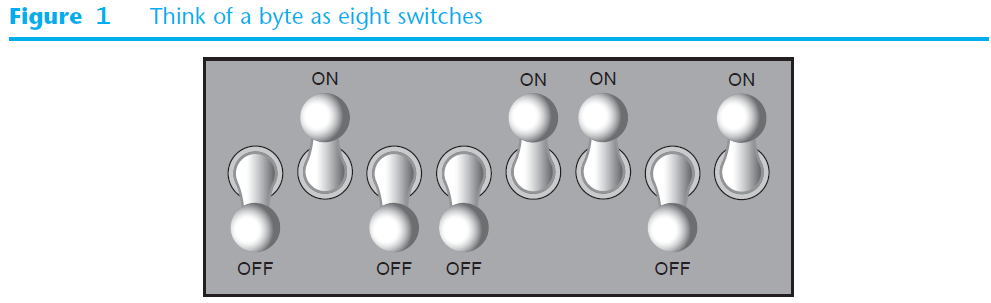 Figure 1 Think of a byte as eight switches
ON ON ON ON
OFF OFF OFF OFF